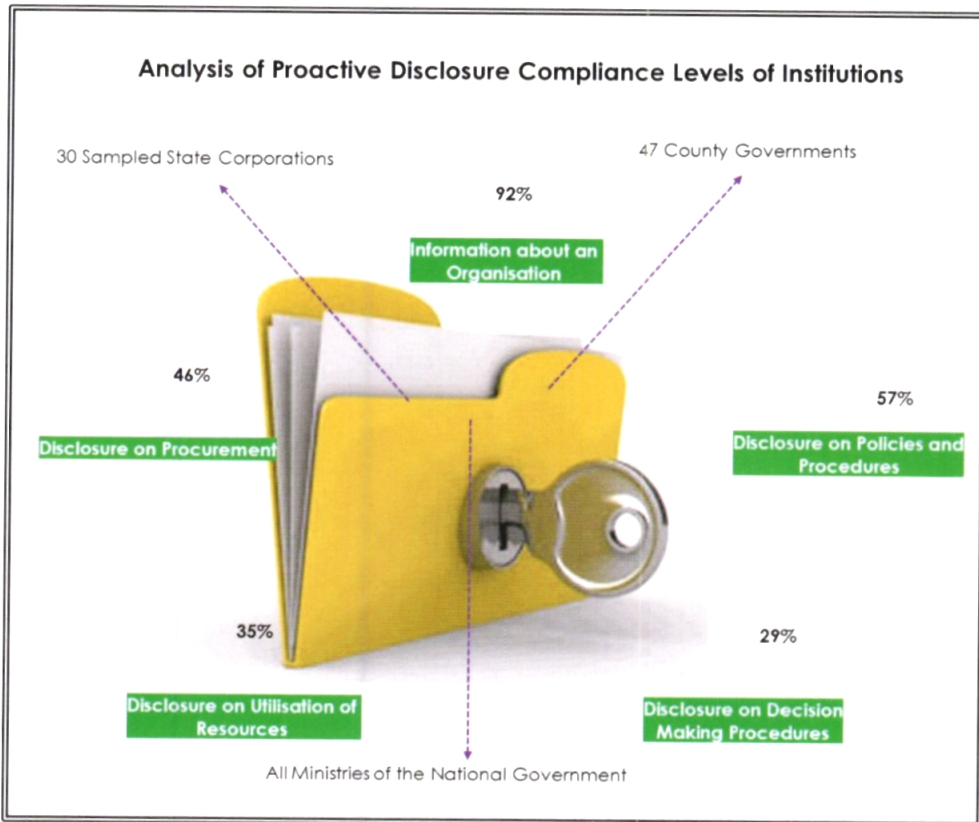 Analysis of Proactive Disclosure Compliance Levels of Institutions
30 Sampled State Corporations
47 County Governments
92%
Information about an
Organisation
46%
Disclosure on Procurement
57%
Disclosure on Policies and
Procedures
35%
Disclosure on Utilisation of
Resources
29%
Disclosure on Decision
Making Procedures
All Ministries of the National Government